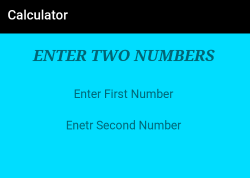 Calculator
ENTER TWO NUMBERS
Enter First Number
Enetr Second Number